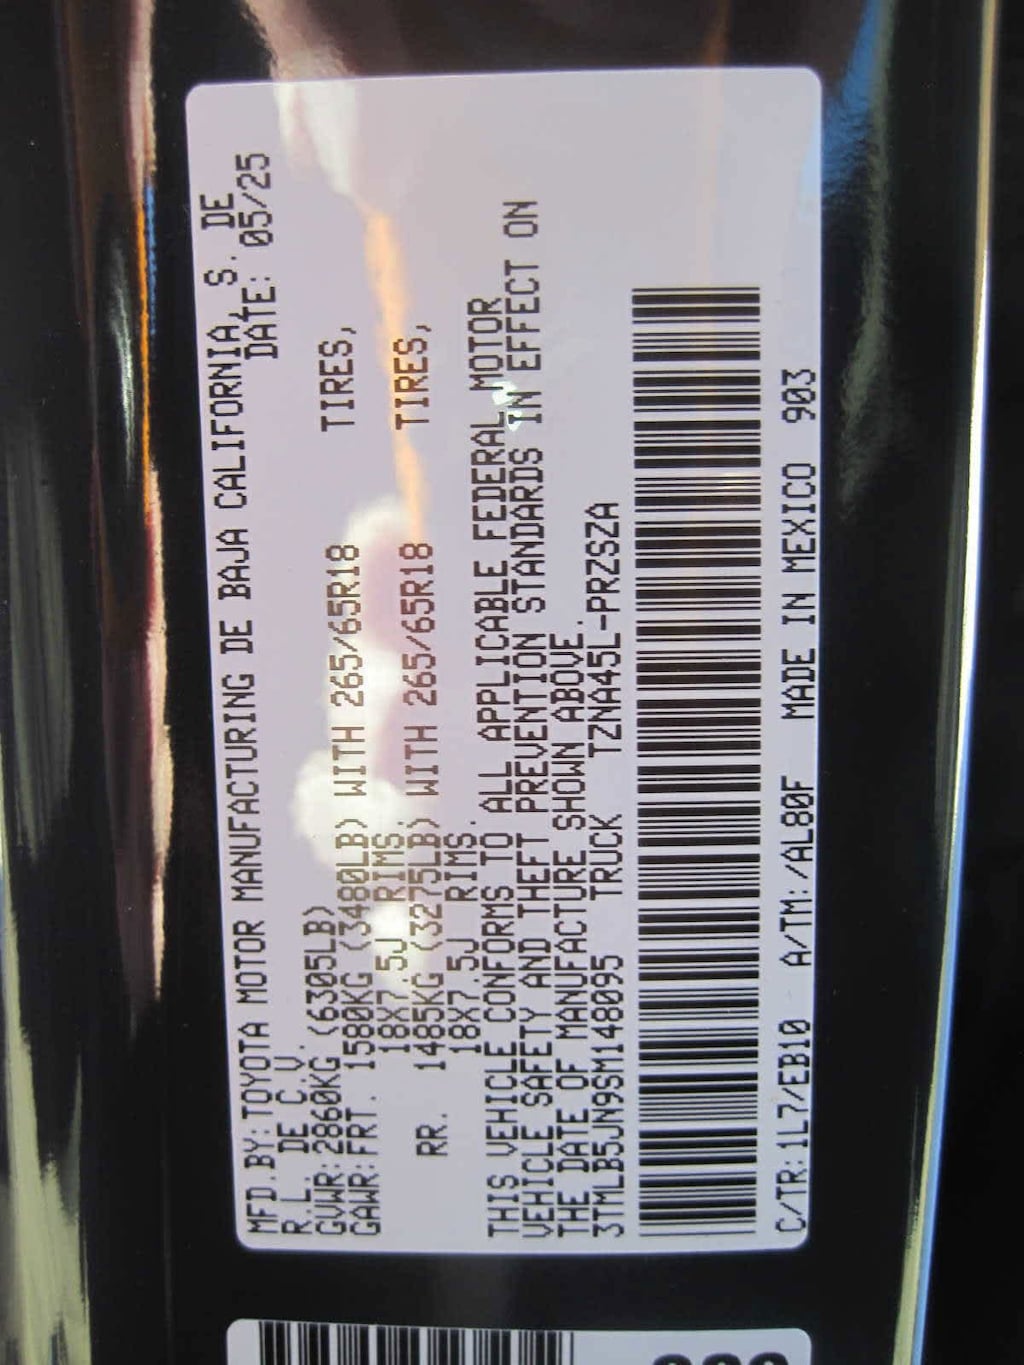 MFD.BY:TOYOTA MOTOR MANUFACTURING DE BAJA CALIFORNIA,S. DE
R.L. DE C.V. DATE: 05/25
GVWR:2860KG (6305LB)
GAWR:FRT. 1580KG (3480LB) WITH 265/65R18 TIRES,
18X7.5J RIMS.
RR. 1485KG (3275LB) WITH 265/65R18 TIRES,
18X7.5J RIMS.
THIS VEHICLE CONFORMS TO ALL APPLICABLE FEDERAL MOTOR
VEHICLE SAFETY AND THEFT PREVENTION STANDARDS IN EFFECT ON
THE DATE OF MANUFACTURE SHOWN ABOVE.
3TMLB5JN9SM148095 TRUCK TZNA45L-PRZSZA
C/TR:1L7/EB10 A/TM:/AL80F MADE IN MEXICO 903